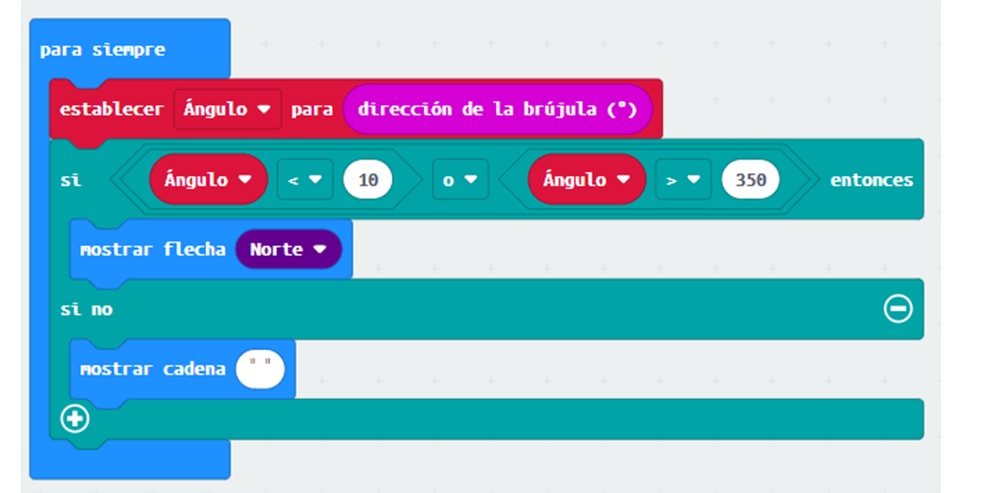 para siempre
establecer Ángulo para dirección de la brújula (°)
si Ángulo < 10 o Ángulo > 350 entonces
mostrar flecha Norte
si no
mostrar cadena " "